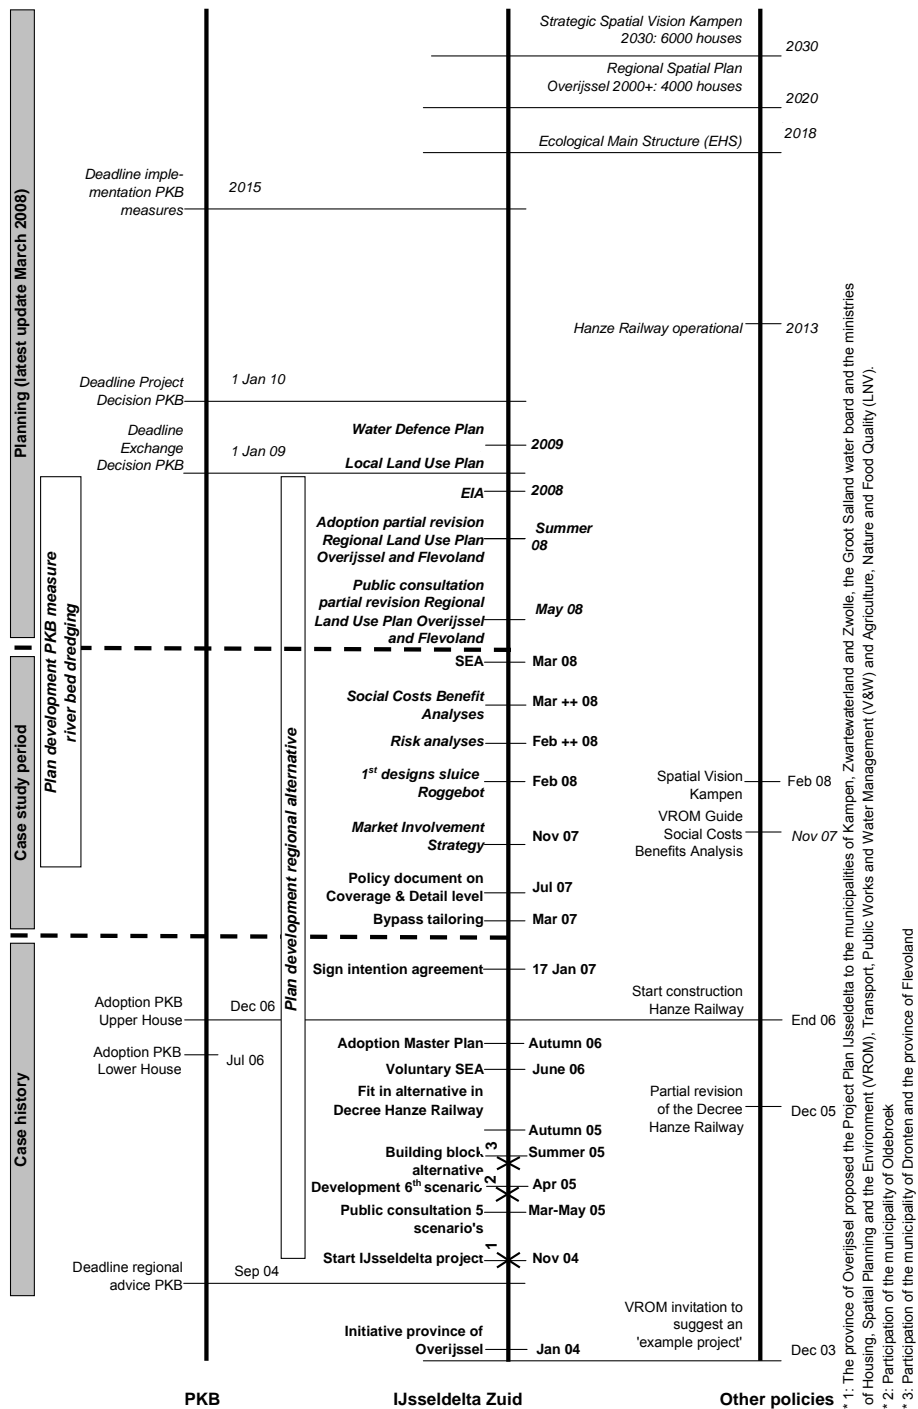 Strategic Spatial Vision Kampen
2030: 6000 houses
2030
Regional Spatial Plan
Overijssel 2000+: 4000 houses
2020
2018
Ecological Main Structure (EHS)
Deadline imple-
mentation PKB
measures
2015
Hanze Railway operational
2013
Deadline Project
Decision PKB
1 Jan 10
Deadline
Exchange
Decision PKB
1 Jan 09
Water Defence Plan
2009
Local Land Use Plan
EIA
2008
Adoption partial revision
Regional Land Use Plan
Overijssel and Flevoland
Summer
08
Public consultation
partial revision Regional
Land Use Plan Overijssel
and Flevoland
May 08
SEA
Mar 08
Social Costs Benefit
Analyses
Mar ++ 08
Risk analyses
Feb ++ 08
1st designs sluice
Roggebot
Feb 08
Spatial Vision
Kampen
Feb 08
Market Involvement
Strategy
Nov 07
VROM Guide
Social Costs
Benefits Analysis
Nov 07
Policy document on
Coverage & Detail level
Jul 07
Bypass tailoring
Mar 07
Sign intention agreement
17 Jan 07
Adoption PKB
Upper House
Dec 06
Start construction
Hanze Railway
End 06
Adoption PKB
Lower House
Jul 06
Adoption Master Plan
Autumn 06
Voluntary SEA
June 06
Fit in alternative in
Decree Hanze Railway
Autumn 05
Partial revision
of the Decree
Hanze Railway
Dec 05
Building block
alternative
3
Summer 05
Development 6th scenario
2
Apr 05
Public consultation 5
scenario's
Mar-May 05
Start IJsseldelta project
1
Nov 04
Deadline regional
advice PKB
Sep 04
Initiative province of
Overijssel
Jan 04
VROM invitation to
suggest an
'example project'
Dec 03
PKB
IJsseldelta Zuid
Other policies
Planning (latest update March 2008)
Case study period
Case history
Plan development PKB measure
river bed dredging
Plan development regional alternative
* 1: The province of Overijssel proposed the Project Plan IJsseldelta to the municipalities of Kampen, Zwartewaterland and Zwolle, the Groot Salland water board and the ministries
of Housing, Spatial Planning and the Environment (VROM), Transport, Public Works and Water Management (V&W) and Agriculture, Nature and Food Quality (LNV).
* 2: Participation of the municipality of Oldebroek
* 3: Participation of the municipality of Dronten and the province of Flevoland